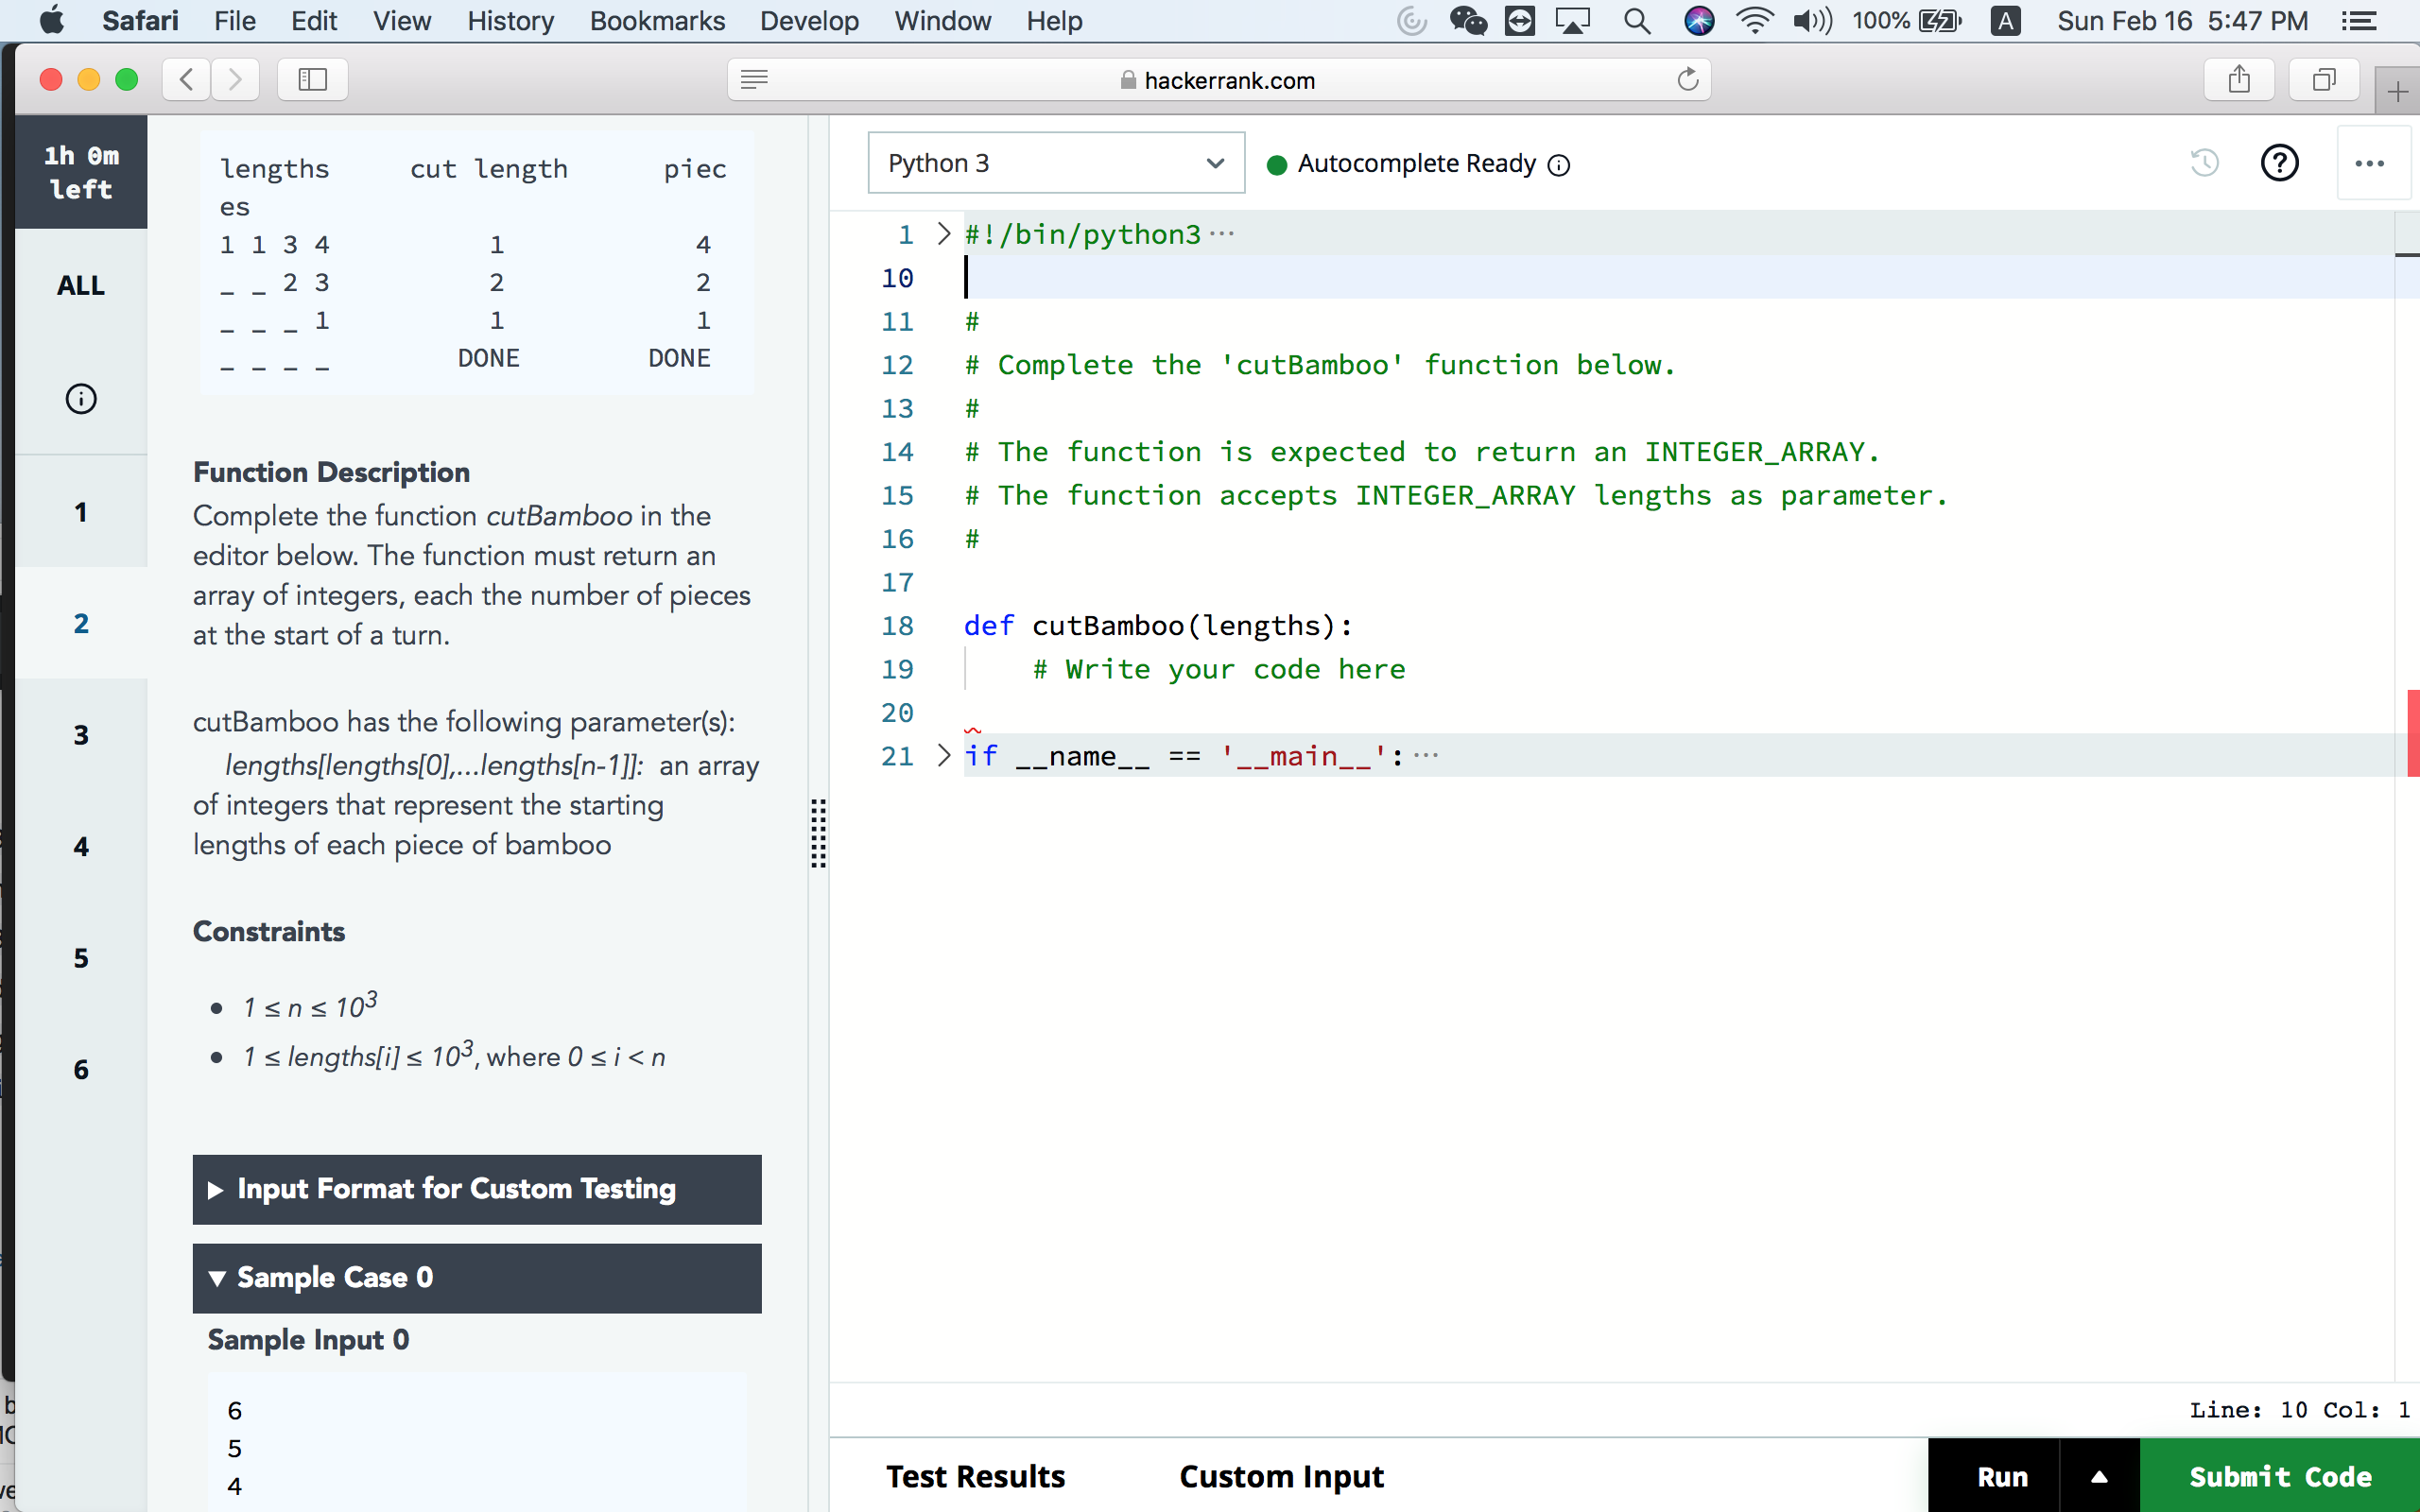 Safari File Edit View History Bookmarks Develop Window Help 100% A Sun Feb 16 5:47 PM
hackerrank.com
1h 0m
left
ALL
1
2
3
4
5
6
lengths cut length piec
es
1 1 3 4 1 4
_ _ 2 3 2 2
_ _ _ 1 1 1
_ _ _ _ DONE DONE
Function Description
Complete the function cutBamboo in the
editor below. The function must return an
array of integers, each the number of pieces
at the start of a turn.
cutBamboo has the following parameter(s):
lengths[lengths[0],...lengths[n-1]]: an array
of integers that represent the starting
lengths of each piece of bamboo
Constraints
• 1 ≤ n ≤ 10³
• 1 ≤ lengths[i] ≤ 10³, where 0 ≤ i < n
Input Format for Custom Testing
Sample Case 0
Sample Input 0
6
5
4
Python 3
Autocomplete Ready
1 #!/bin/python3 ...
10
11 #
12 # Complete the 'cutBamboo' function below.
13 #
14 # The function is expected to return an INTEGER_ARRAY.
15 # The function accepts INTEGER_ARRAY lengths as parameter.
16 #
17
18 def cutBamboo(lengths):
19 # Write your code here
20
21 if __name__ == '__main__': ...
Line: 10 Col: 1
Test Results Custom Input Run Submit Code